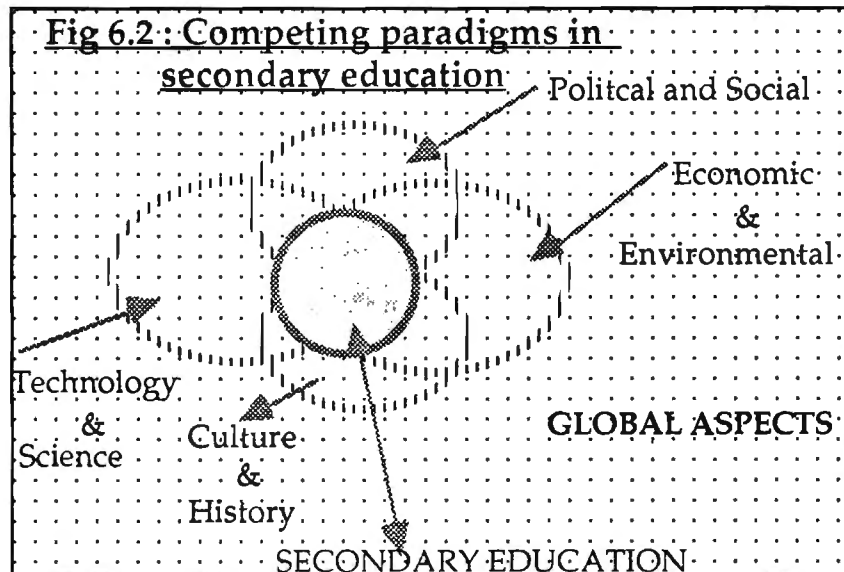 Fig 6.2 : Competing paradigms in
secondary education
Politcal and Social
Economic
&
Environmental
Technology
&
Science
Culture
&
History
GLOBAL ASPECTS
SECONDARY EDUCATION